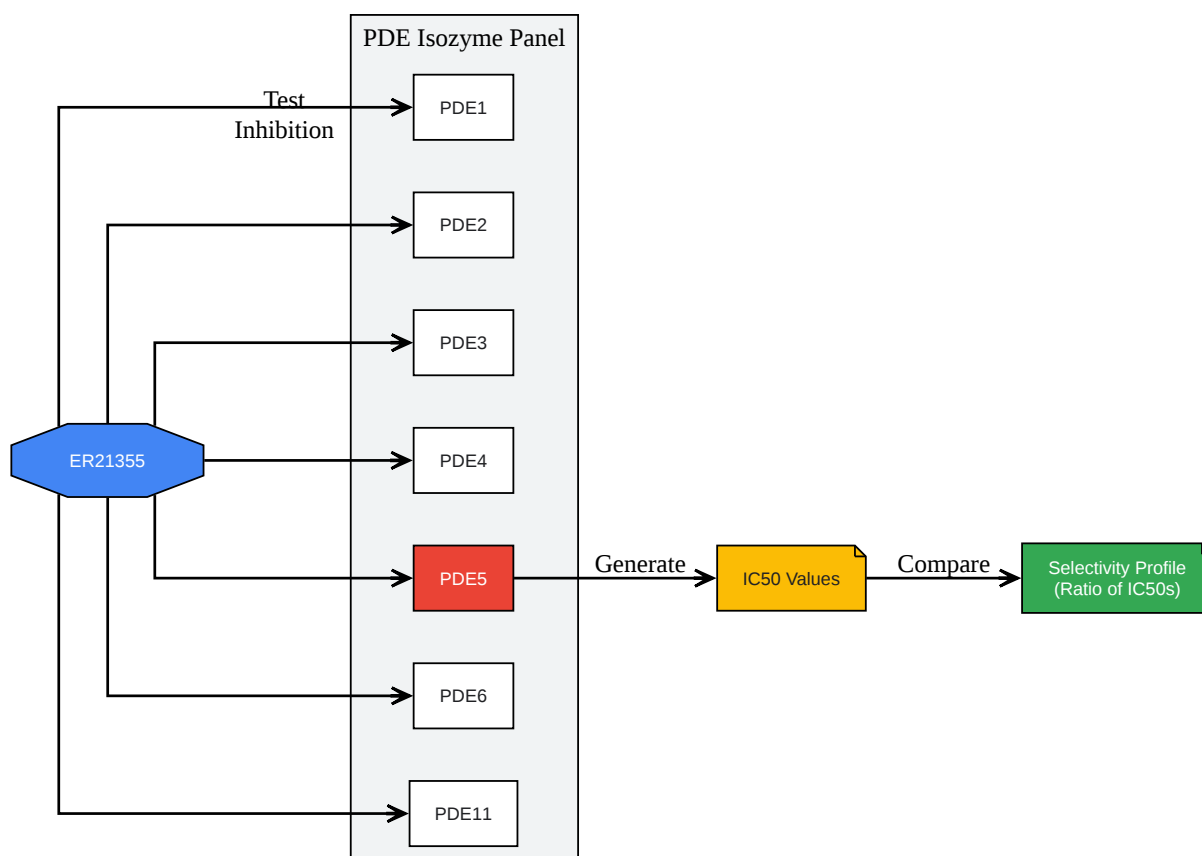 PDE Isozyme Panel
Test
Inhibition
PDE1
PDE2
PDE3
ER21355
PDE4
PDE5
Generate
IC50 Values
Compare
Selectivity Profile
(Ratio of IC50s)
PDE6
PDE11